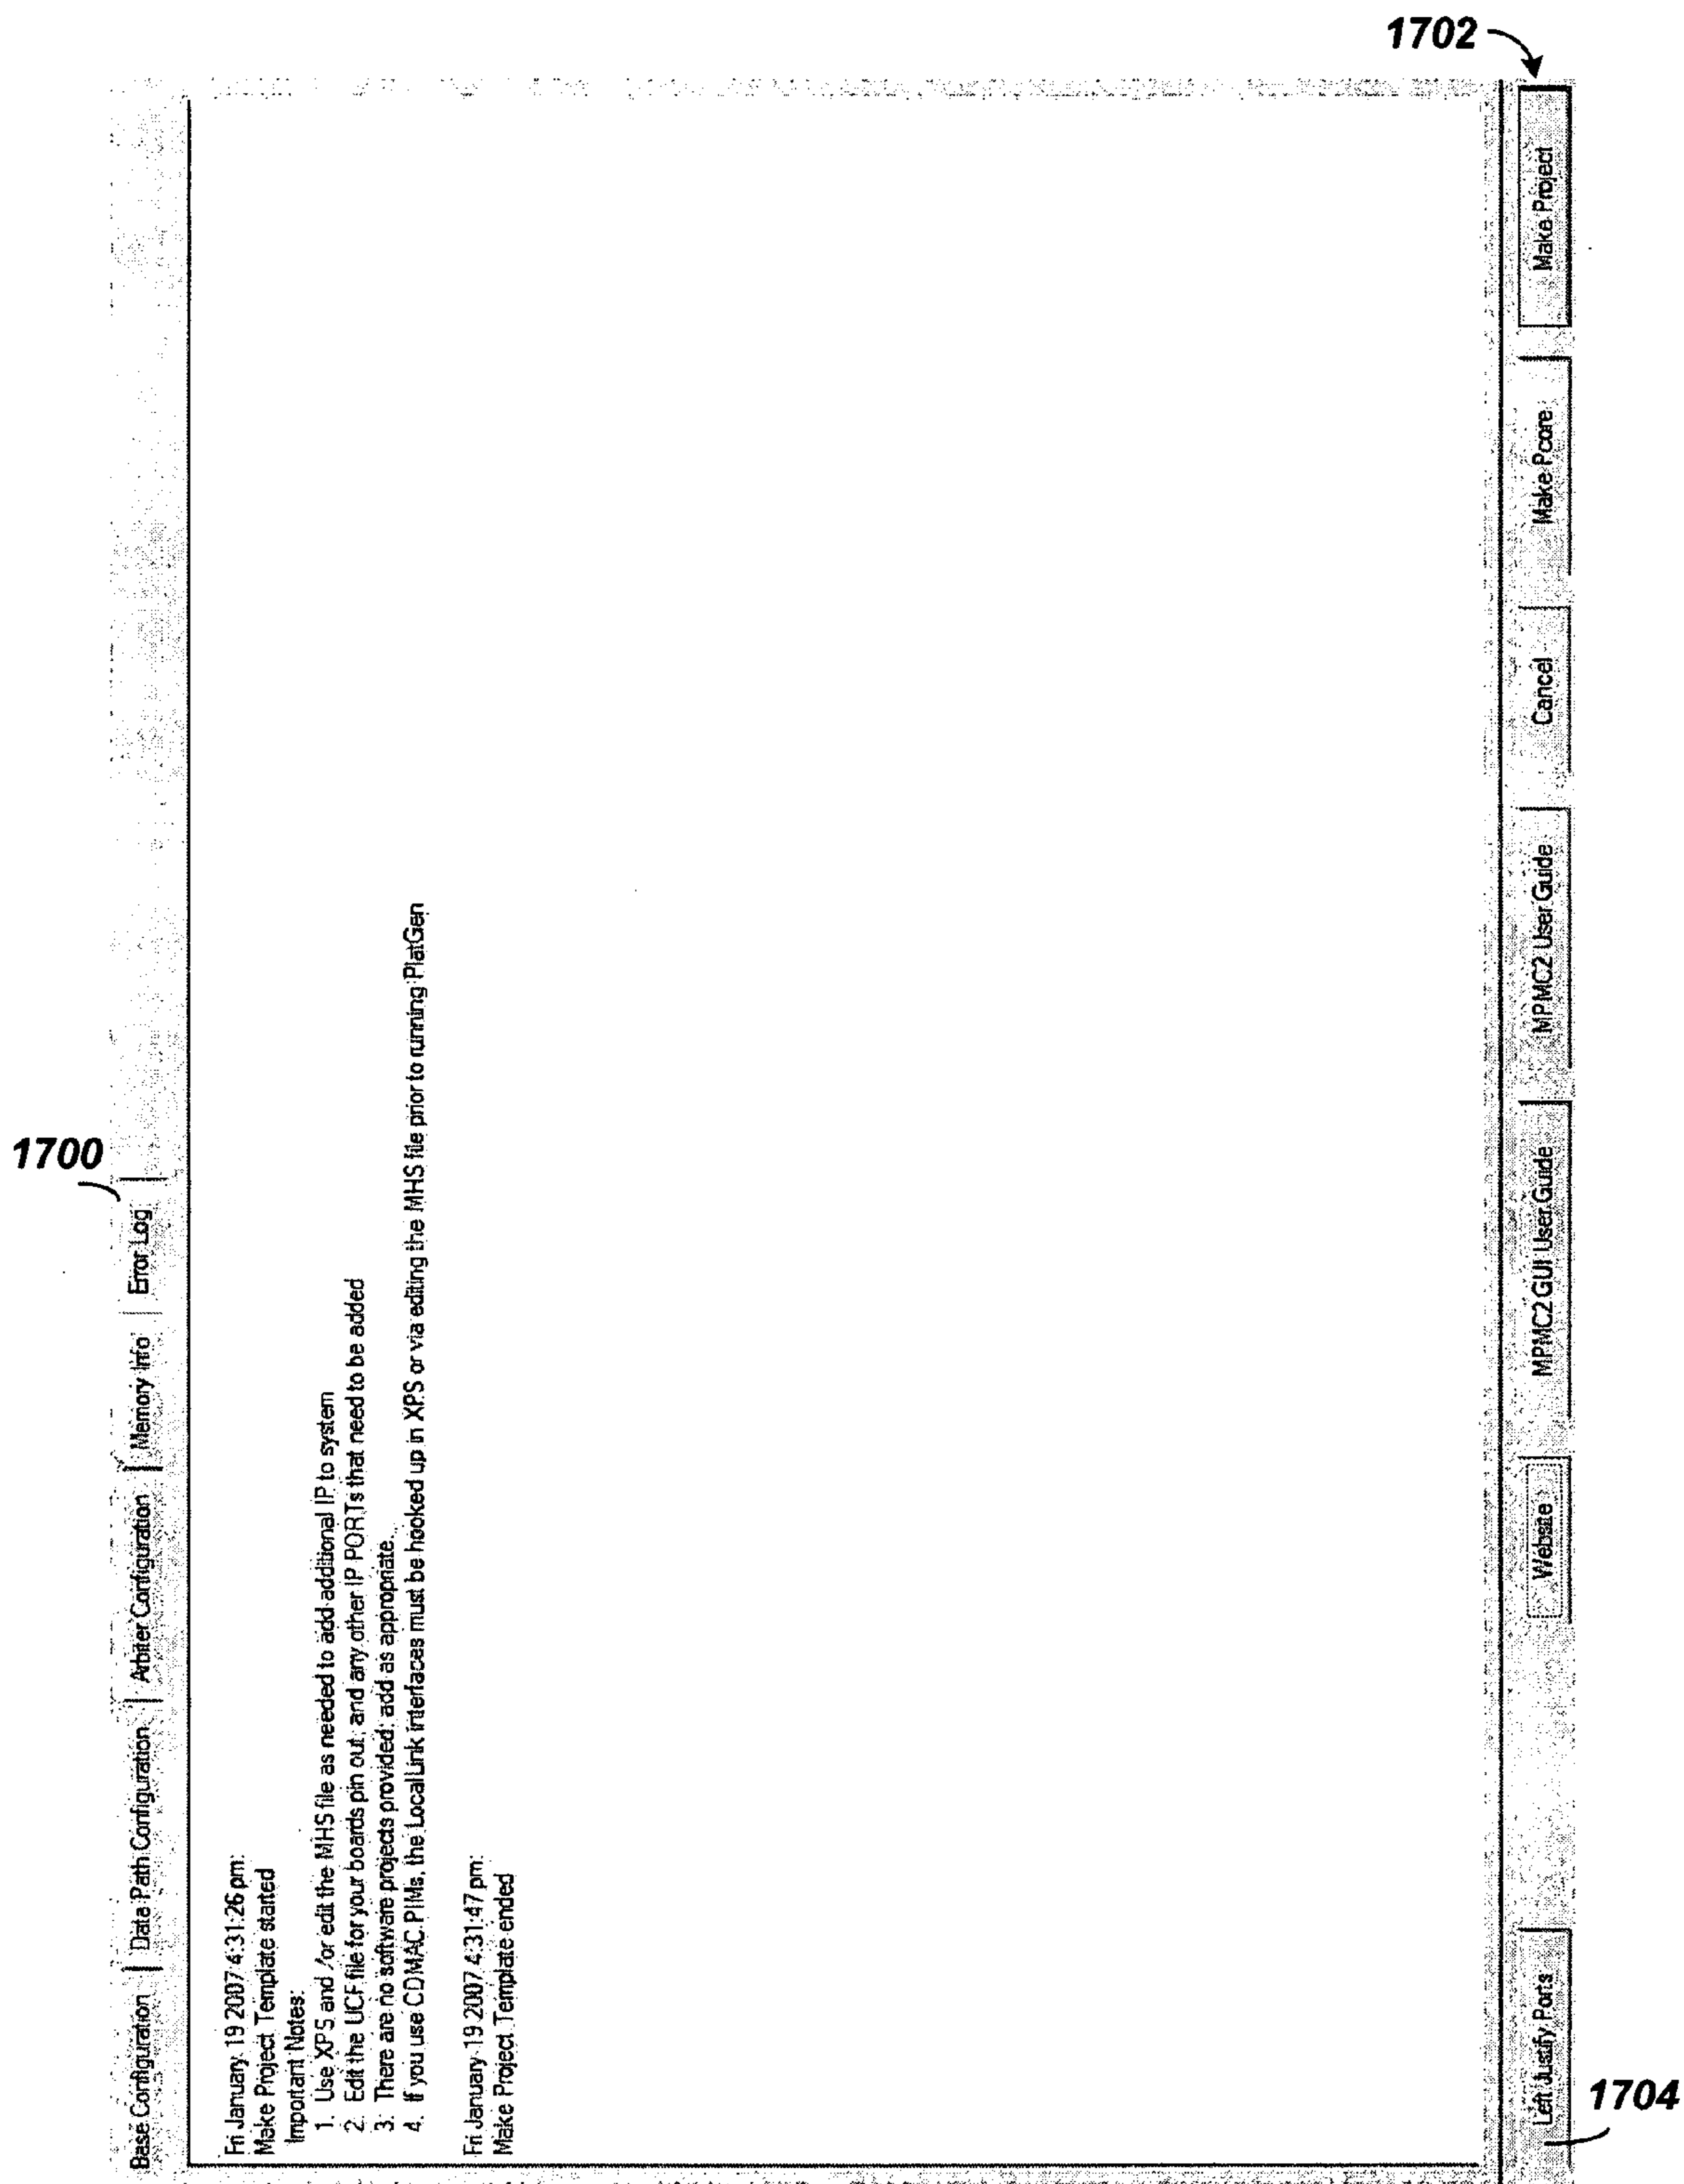 1702
1700
Base Configuration Data Path Configuration Arbiter Configuration Memory Info Error Log
Fri January 19 2007 4:31:26 pm:
Make Project Template started
Important Notes:
1. Use XPS and /or edit the MHS file as needed to add additional IP to system
2. Edit the UCF file for your boards pin out, and any other IP PORTs that need to be added
3. There are no software projects provided; add as appropriate...
4. If you use CDMAC PIMs, the LocalLink interfaces must be hooked up in XPS or via editing the MHS file prior to running PlatGen
Fri January 19 2007 4:31:47 pm:
Make Project Template ended
Left Justify Ports Website MPMC2 GUI User Guide MPMC2 User Guide Cancel Make Pcore Make Project
1704